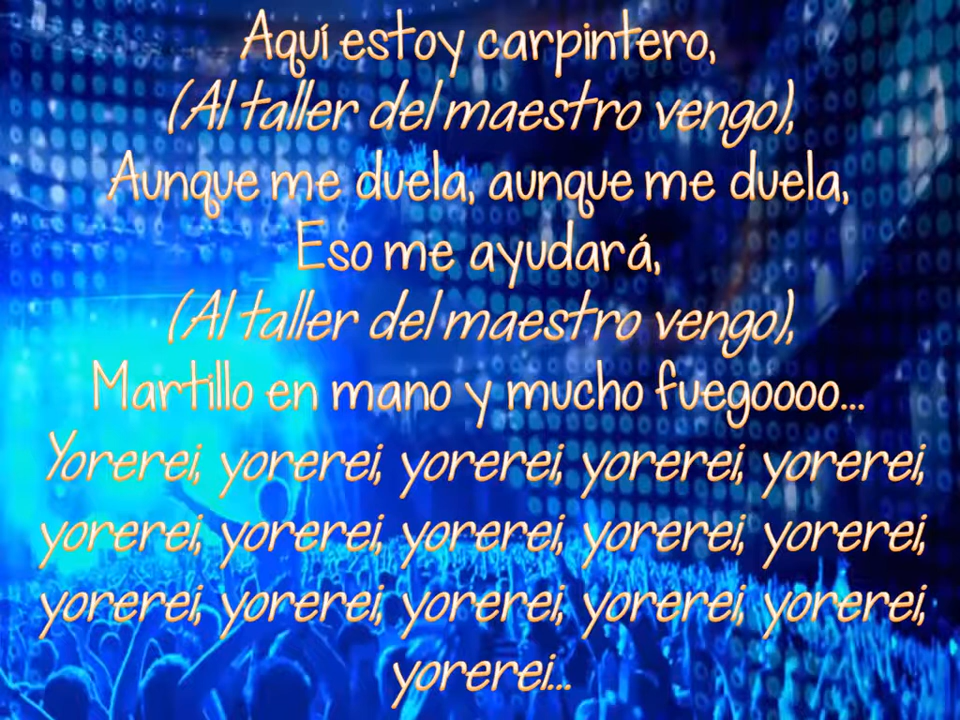 Aquí estoy carpintero,
(Al taller del maestro vengo),
Aunque me duela, aunque me duela,
Eso me ayudará,
(Al taller del maestro vengo),
Martillo en mano y mucho fuegoooo...
Yorerei, yorerei, yorerei, yorerei, yorerei,
yorerei, yorerei, yorerei, yorerei, yorerei,
yorerei, yorerei, yorerei, yorerei, yorerei,
yorerei...